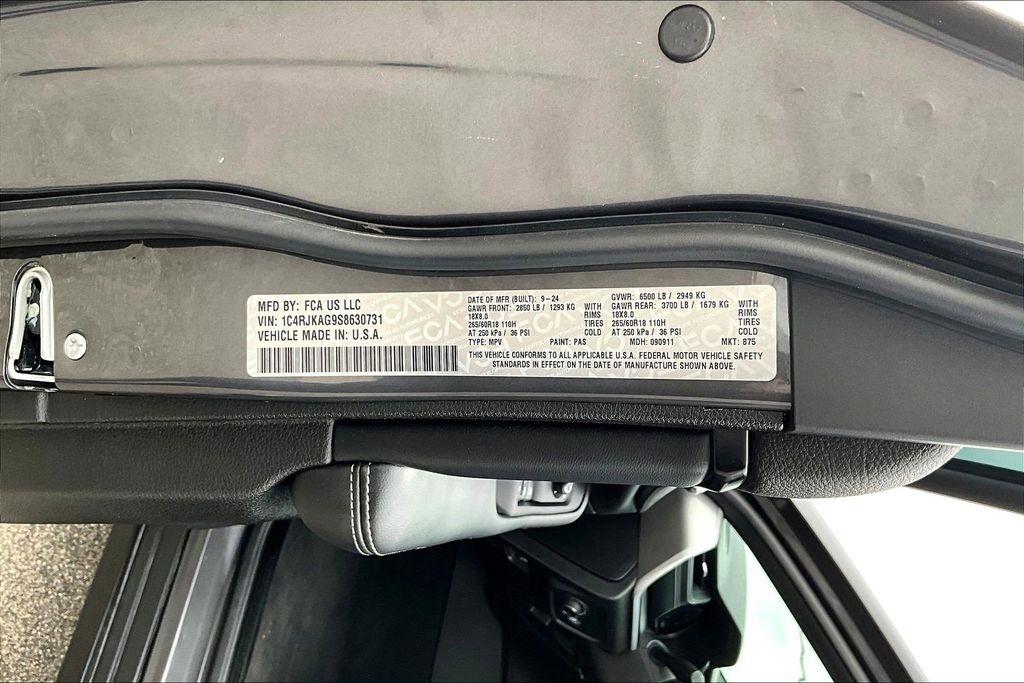 MFD BY: FCA US LLC
VIN: 1C4RJKAG9S8630731
VEHICLE MADE IN: U.S.A.
DATE OF MFR (BUILT): 9-24
GAWR FRONT: 2850 LB / 1293 KG WITH
18X8.0 RIMS
265/60R18 110H TIRES
AT 250 kPa / 36 PSI COLD
TYPE: MPV PAINT: PAS
GVWR: 6500 LB / 2949 KG
GAWR REAR: 3700 LB / 1679 KG WITH
18X8.0 RIMS
265/60R18 110H TIRES
AT 250 kPa / 36 PSI COLD
MDH: 090911 MKT: 875
THIS VEHICLE CONFORMS TO ALL APPLICABLE U.S.A. FEDERAL MOTOR VEHICLE SAFETY
STANDARDS IN EFFECT ON THE DATE OF MANUFACTURE SHOWN ABOVE.